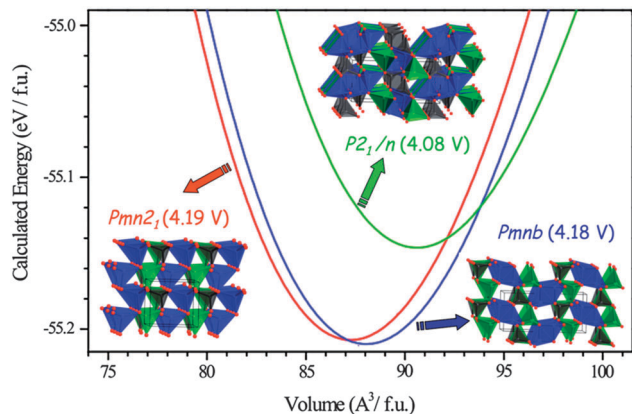 -55.0
-55.1
-55.2
Calculated Energy (eV / f.u.)
P2₁/n (4.08 V)
Pmn2₁ (4.19 V)
Pmnb (4.18 V)
75 80 85 90 95 100
Volume (A³/ f.u.)